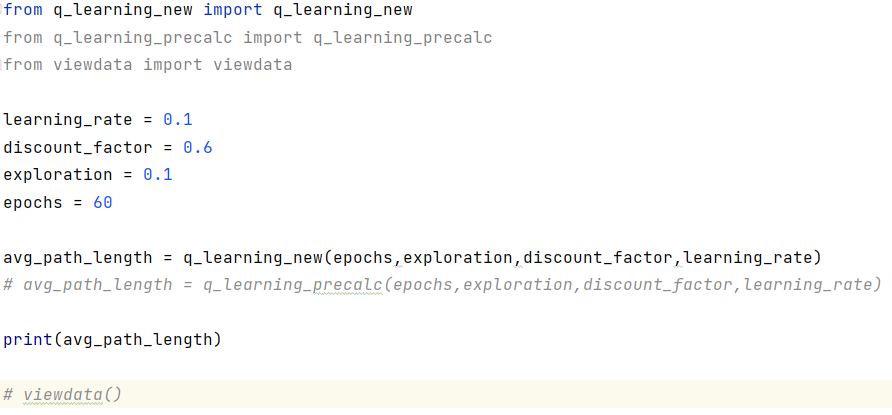 from q_learning_new import q_learning_new
from q_learning_precalc import q_learning_precalc
from viewdata import viewdata
learning_rate = 0.1
discount_factor = 0.6
exploration = 0.1
epochs = 60
avg_path_length = q_learning_new(epochs,exploration,discount_factor,learning_rate)
# avg_path_length = q_learning_precalc(epochs,exploration,discount_factor,learning_rate)
print(avg_path_length)
# viewdata()